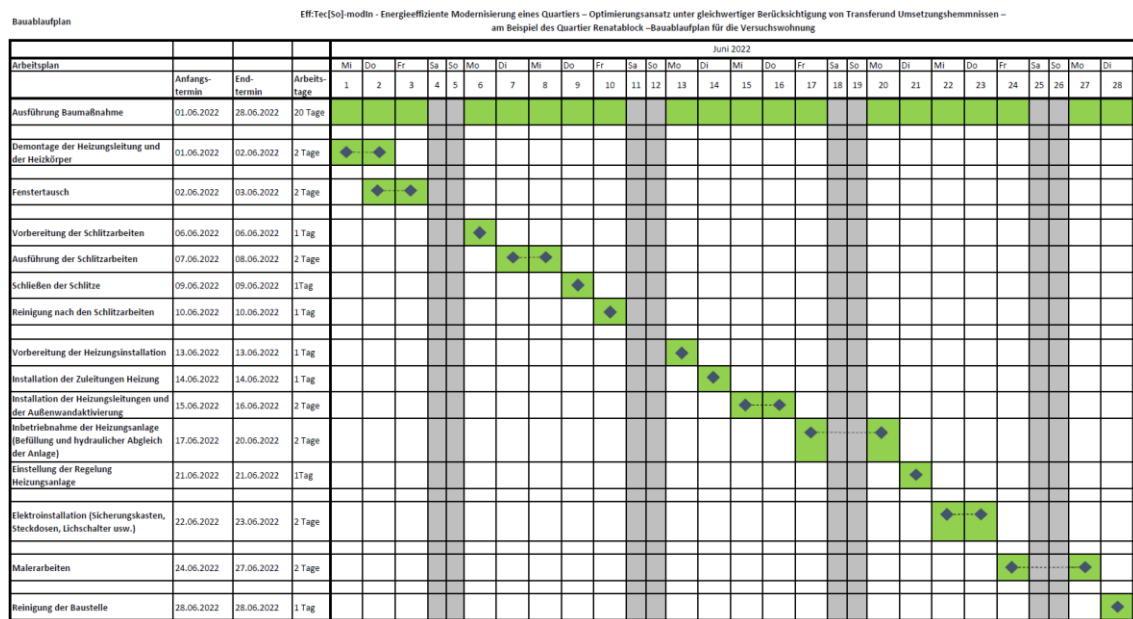 Bauablaufplan
Eff:Tec[So]-modIn - Energieeffiziente Modernisierung eines Quartiers – Optimierungsansatz unter gleichwertiger Berücksichtigung von Transferund Umsetzungshemmnissen –
am Beispiel des Quartier Renatablock –Bauablaufplan für die Versuchswohnung
Juni 2022
Arbeitsplan Mi Do Fr Sa So Mo Di Mi Do Fr Sa So Mo Di Mi Do Fr Sa So Mo Di Mi Do Fr Sa So Mo Di
Anfangs- End- Arbeits-
termin termin tage
1 2 3 4 5 6 7 8 9 10 11 12 13 14 15 16 17 18 19 20 21 22 23 24 25 26 27 28
Ausführung Baumaßnahme 01.06.2022 28.06.2022 20 Tage
Demontage der Heizungsleitung und
der Heizkörper 01.06.2022 02.06.2022 2 Tage
Fenstertausch 02.06.2022 03.06.2022 2 Tage
Vorbereitung der Schlitzarbeiten 06.06.2022 06.06.2022 1 Tag
Ausführung der Schlitzarbeiten 07.06.2022 08.06.2022 2 Tage
Schließen der Schlitze 09.06.2022 09.06.2022 1Tag
Reinigung nach den Schlitzarbeiten 10.06.2022 10.06.2022 1 Tag
Vorbereitung der Heizungsinstallation 13.06.2022 13.06.2022 1 Tag
Installation der Zuleitungen Heizung 14.06.2022 14.06.2022 1 Tag
Installation der Heizungsleitungen und
der Außenwandaktivierung 15.06.2022 16.06.2022 2 Tage
Inbetriebnahme der Heizungsanlage
(Befüllung und hydraulicher Abgleich 17.06.2022 20.06.2022 2 Tage
der Anlage)
Einstellung der Regelung
Heizungsanlage 21.06.2022 21.06.2022 1Tag
Elektroinstallation (Sicherungskasten,
Steckdosen, Lichschalter usw.) 22.06.2022 23.06.2022 2 Tage
Malerarbeiten 24.06.2022 27.06.2022 2 Tage
Reinigung der Baustelle 28.06.2022 28.06.2022 1 Tag